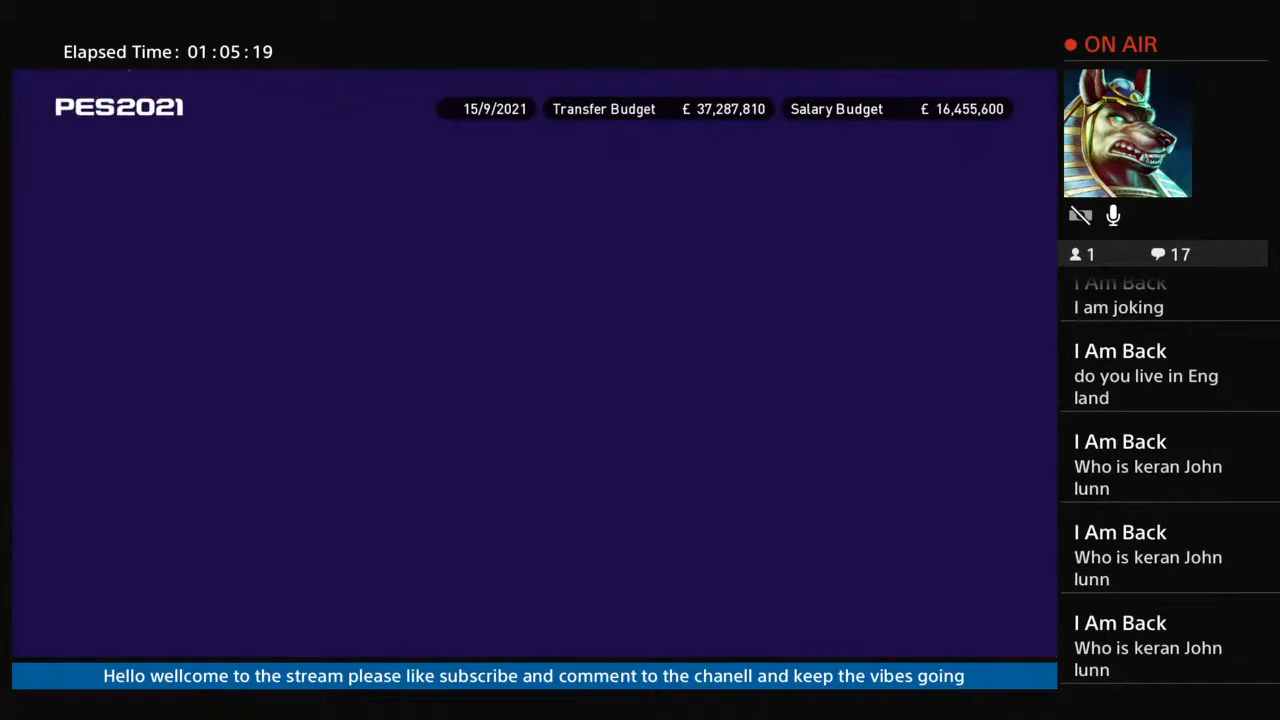 Elapsed Time: 01:05:19
ON AIR
PES2021
15/9/2021 Transfer Budget £ 37,287,810 Salary Budget £ 16,455,600
1 17
I Am Back
I am joking
I Am Back
do you live in Eng
land
I Am Back
Who is keran John
lunn
I Am Back
Who is keran John
lunn
I Am Back
Who is keran John
lunn
Hello wellcome to the stream please like subscribe and comment to the chanell and keep the vibes going